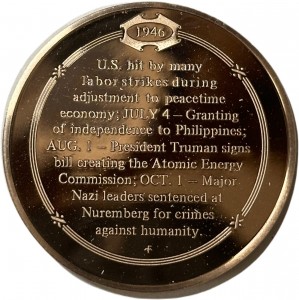 1946
U.S. hit by many
labor strikes during
adjustment to peacetime
economy; JULY 4 — Granting
of independence to Philippines;
AUG. 1 — President Truman signs
bill creating the Atomic Energy
Commission; OCT. 1 — Major
Nazi leaders sentenced at
Nuremberg for crimes
against humanity.